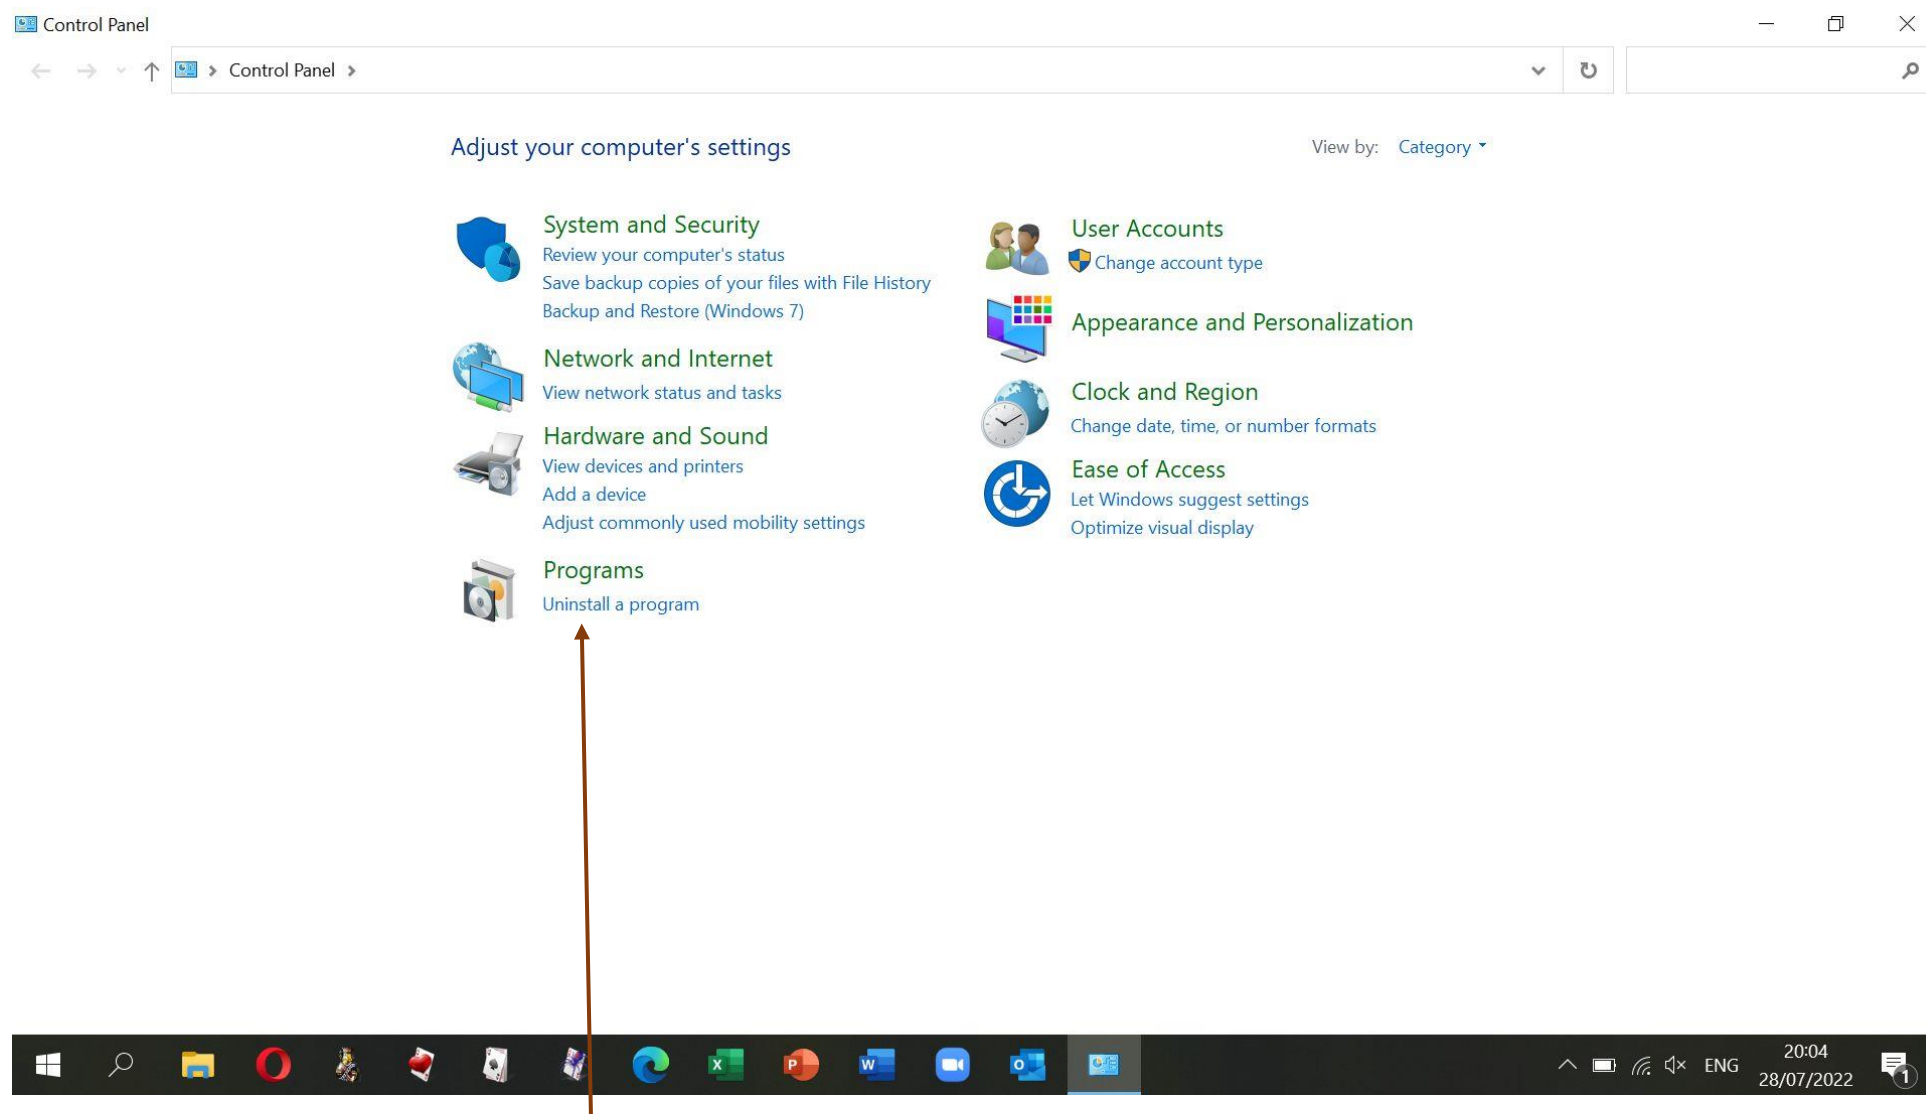 Control Panel
Control Panel
Adjust your computer's settings
View by: Category
System and Security
Review your computer's status
Save backup copies of your files with File History
Backup and Restore (Windows 7)
Network and Internet
View network status and tasks
Hardware and Sound
View devices and printers
Add a device
Adjust commonly used mobility settings
Programs
Uninstall a program
User Accounts
Change account type
Appearance and Personalization
Clock and Region
Change date, time, or number formats
Ease of Access
Let Windows suggest settings
Optimize visual display
ENG
20:04
28/07/2022
1